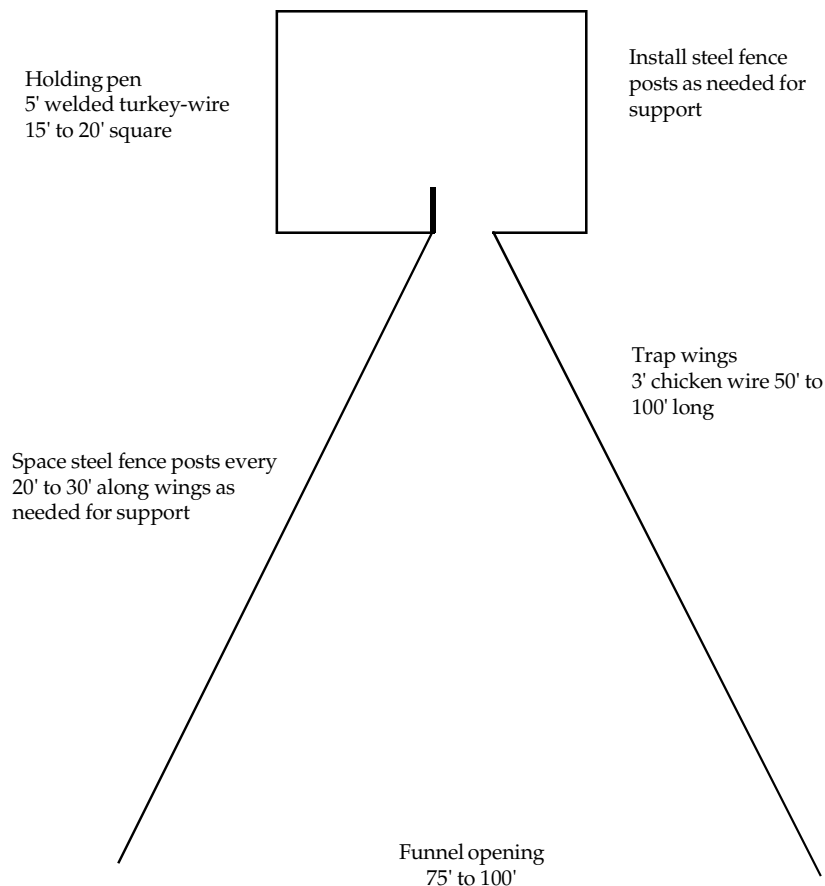 Holding pen
5' welded turkey-wire
15' to 20' square
Install steel fence
posts as needed for
support
Trap wings
3' chicken wire 50' to
100' long
Space steel fence posts every
20' to 30' along wings as
needed for support
Funnel opening
75' to 100'